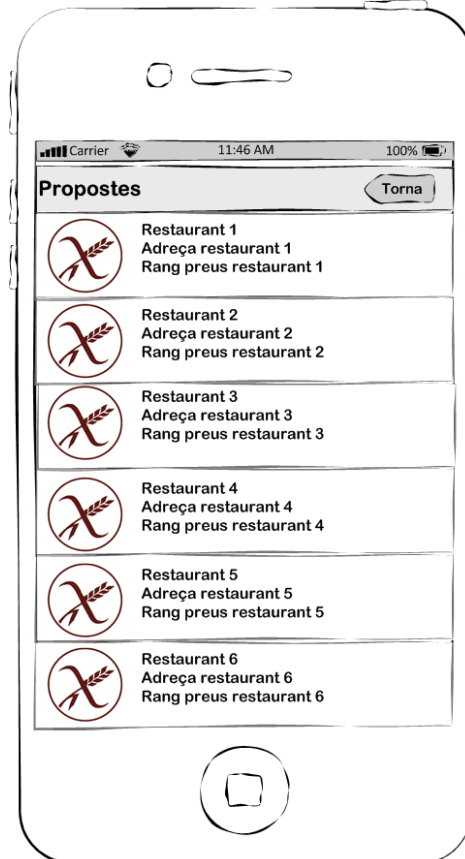 Carrier 11:46 AM 100%
Propostes Torna
Restaurant 1
Adreça restaurant 1
Rang preus restaurant 1
Restaurant 2
Adreça restaurant 2
Rang preus restaurant 2
Restaurant 3
Adreça restaurant 3
Rang preus restaurant 3
Restaurant 4
Adreça restaurant 4
Rang preus restaurant 4
Restaurant 5
Adreça restaurant 5
Rang preus restaurant 5
Restaurant 6
Adreça restaurant 6
Rang preus restaurant 6